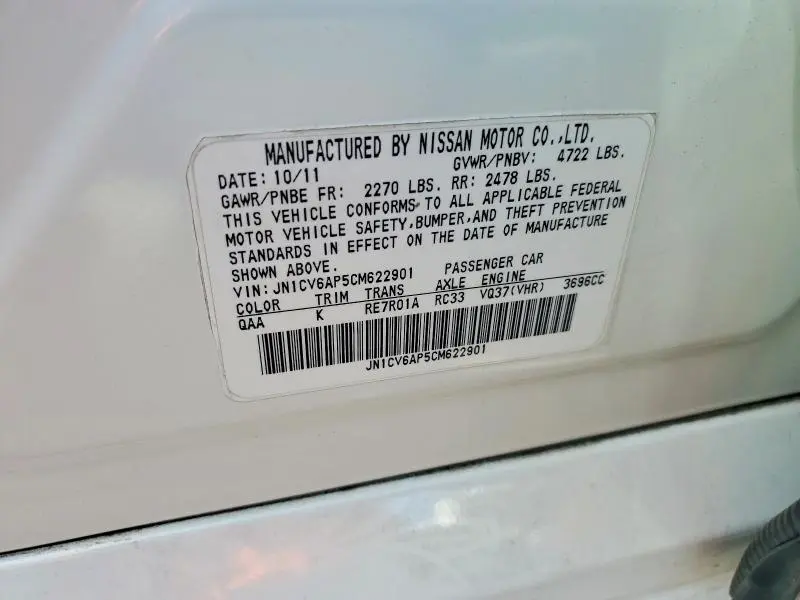 MANUFACTURED BY NISSAN MOTOR CO.,LTD.
DATE: 10/11 GVWR/PNBV: 4722 LBS.
GAWR/PNBE FR: 2270 LBS. RR: 2478 LBS.
THIS VEHICLE CONFORMS TO ALL APPLICABLE FEDERAL
MOTOR VEHICLE SAFETY,BUMPER,AND THEFT PREVENTION
STANDARDS IN EFFECT ON THE DATE OF MANUFACTURE
SHOWN ABOVE.
VIN: JN1CV6AP5CM622901 PASSENGER CAR
COLOR TRIM TRANS AXLE ENGINE
QAA K RE7R01A RC33 VQ37(VHR) 3696CC
JN1CV6AP5CM622901